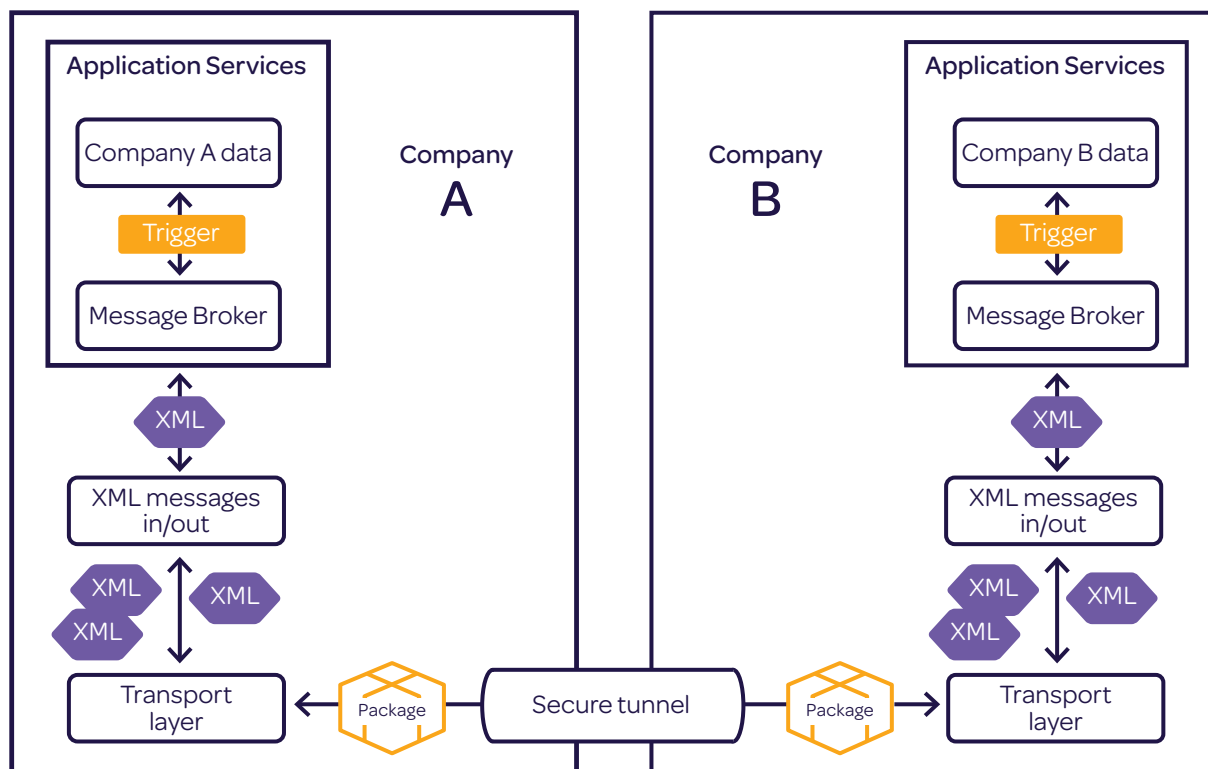 Application Services
Company A data
Trigger
Message Broker
XML
XML messages
in/out
XML
XML
XML
Transport
layer
Company
A
Package
Secure tunnel
Company
B
Package
Application Services
Company B data
Trigger
Message Broker
XML
XML messages
in/out
XML
XML
XML
Transport
layer